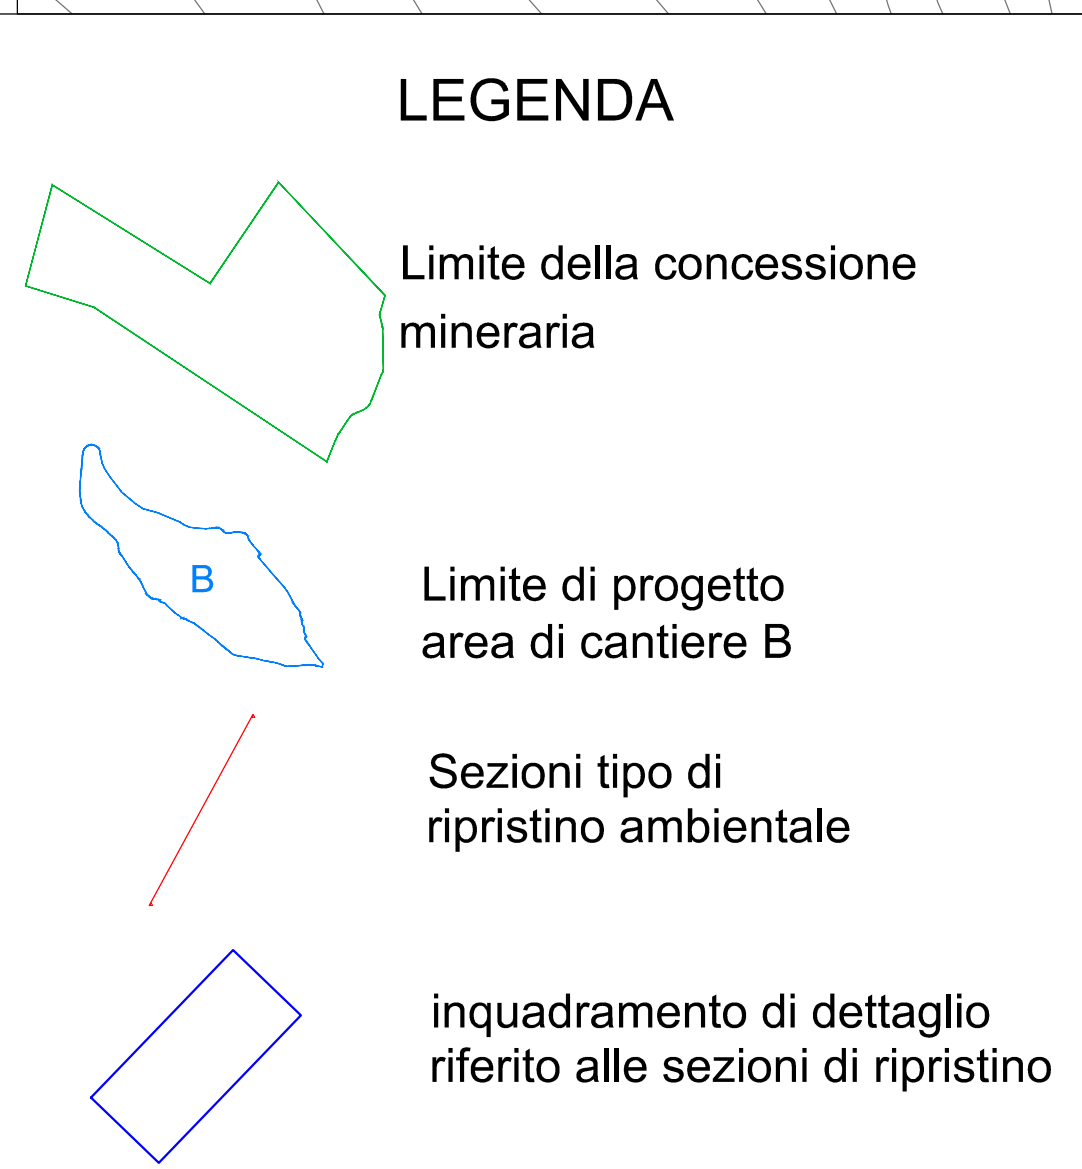 LEGENDA
Limite della concessione
mineraria
B
Limite di progetto
area di cantiere B
Sezioni tipo di
ripristino ambientale
inquadramento di dettaglio
riferito alle sezioni di ripristino